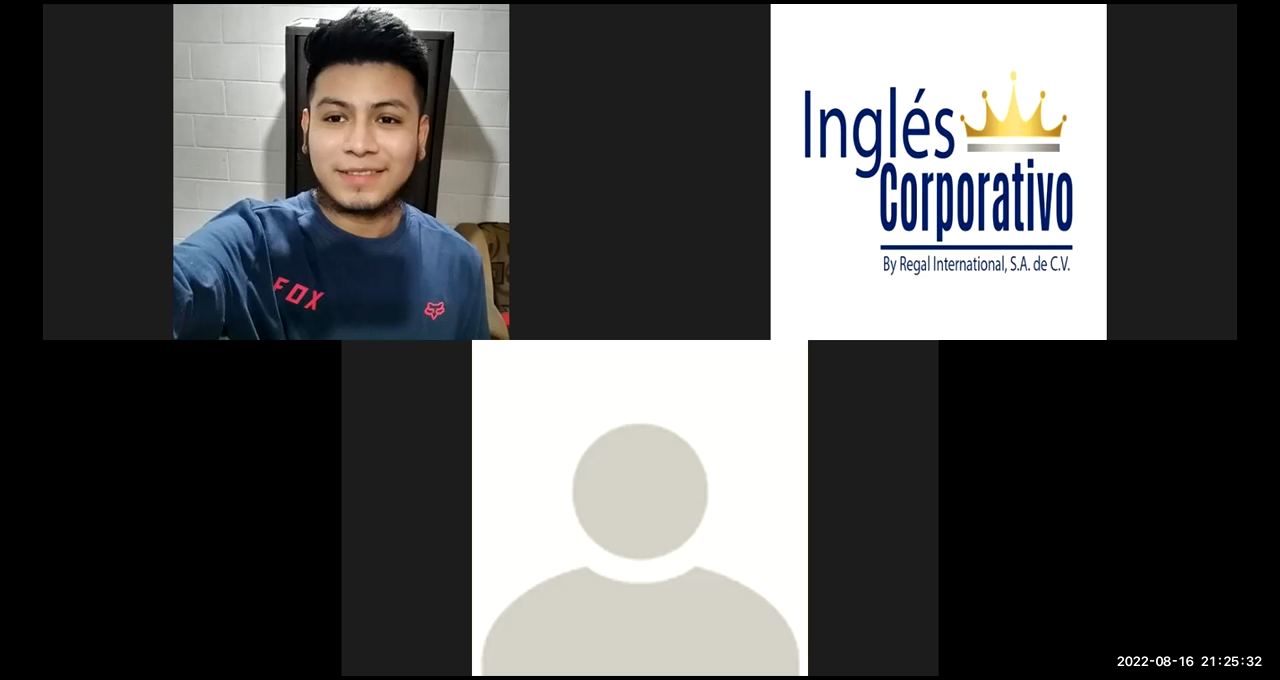 FOX
Inglés
Corporativo
By Regal International, S.A. de C.V.
2022-08-16 21:25:32